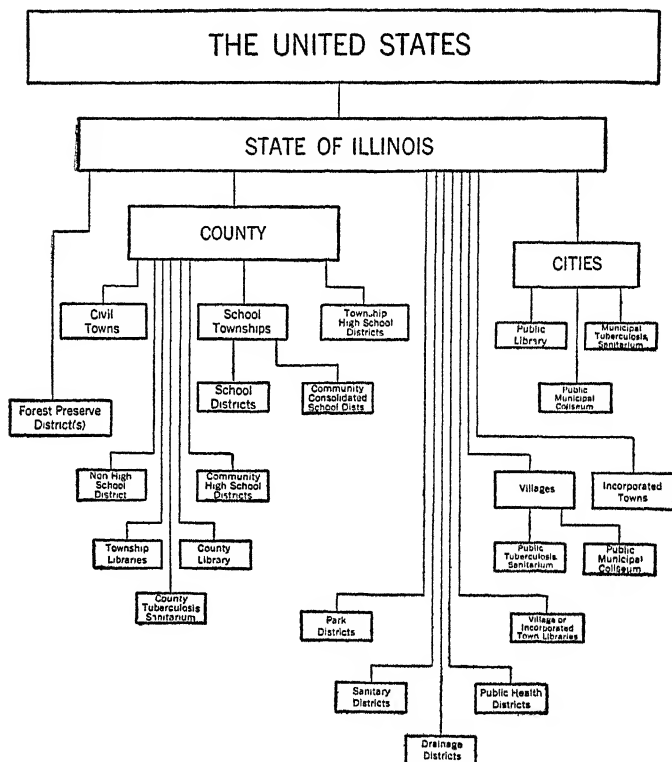 THE UNITED STATES
STATE OF ILLINOIS
COUNTY
CITIES
Civil
Towns
School
Townships
Township
High School
Districts
Public
Library
Municipal
Tuberculosis,
Sanitarium
School
Districts
Community
Consolidated
School Dists
Public
Municipal
Coliseum
Forest Preserve
District(s)
Non High
School
District
Community
High School
Districts
Villages
Incorporated
Towns
Township
Libraries
County
Library
Public
Tuberculosis,
Sanitarium
Public
Municipal
Coliseum
County
Tuberculosis
Sanitarium
Park
Districts
Village or
Incorporated
Town Libraries
Sanitary
Districts
Public Health
Districts
Drainage
Districts